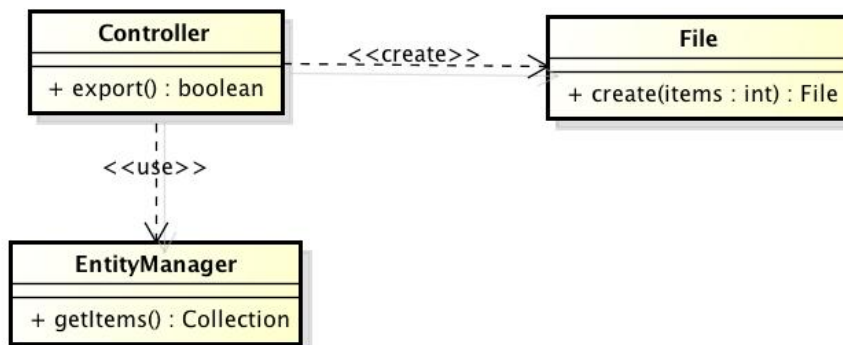 Controller
+ export() : boolean
<<create>>
File
+ create(items : int) : File
<<use>>
EntityManager
+ getItems() : Collection